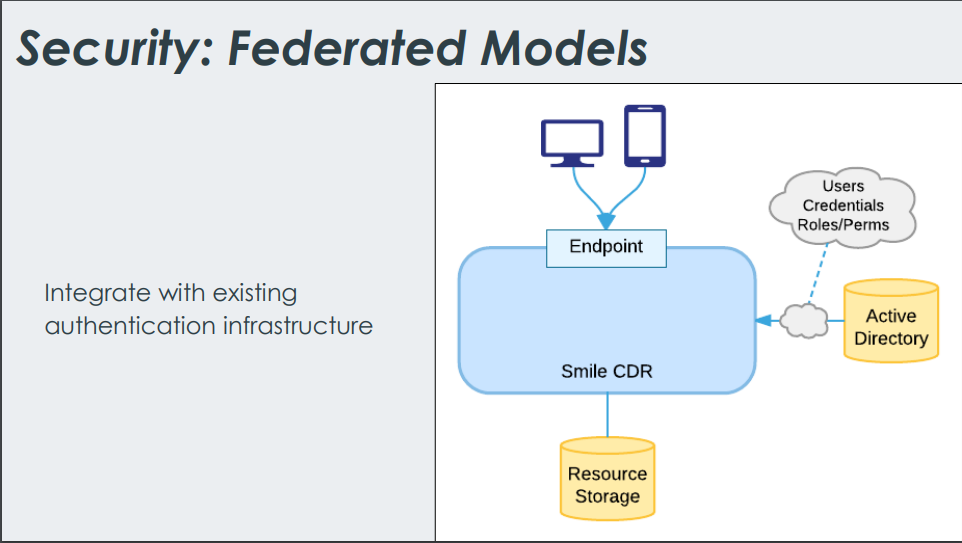 Security: Federated Models
Integrate with existing
authentication infrastructure
Endpoint
Smile CDR
Resource
Storage
Users
Credentials
Roles/Perms
Active
Directory